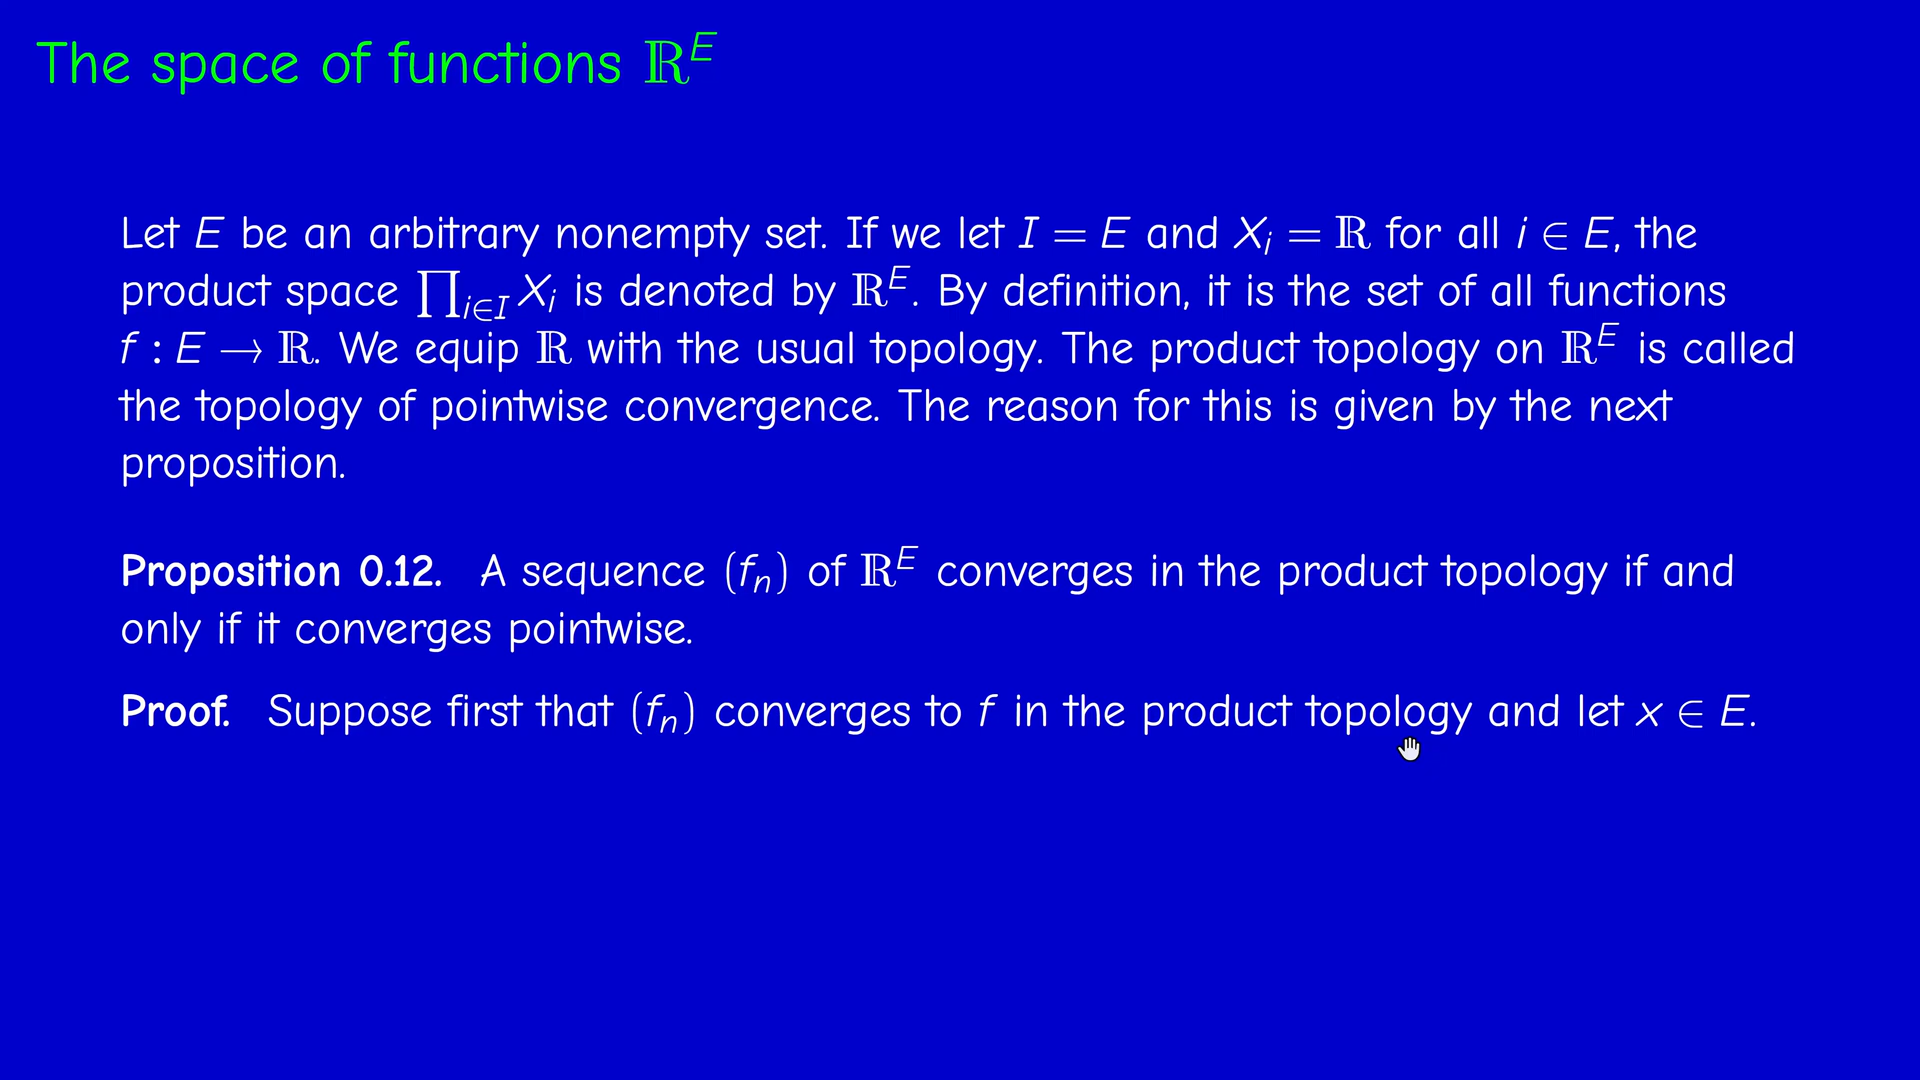 The space of functions ℝ^E
Let E be an arbitrary nonempty set. If we let I = E and X_i = ℝ for all i ∈ E, the
product space ∏_{i∈I} X_i is denoted by ℝ^E. By definition, it is the set of all functions
f : E → ℝ. We equip ℝ with the usual topology. The product topology on ℝ^E is called
the topology of pointwise convergence. The reason for this is given by the next
proposition.
Proposition 0.12. A sequence (f_n) of ℝ^E converges in the product topology if and
only if it converges pointwise.
Proof. Suppose first that (f_n) converges to f in the product topology and let x ∈ E.